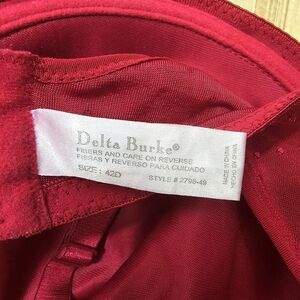 Delta Burke®
FIBERS AND CARE ON REVERSE
FIBRAS Y REVERSO PARA CUIDADO
SIZE: 42D
STYLE # 2798-49
MADE IN CHINA
HECHO EN CHINA